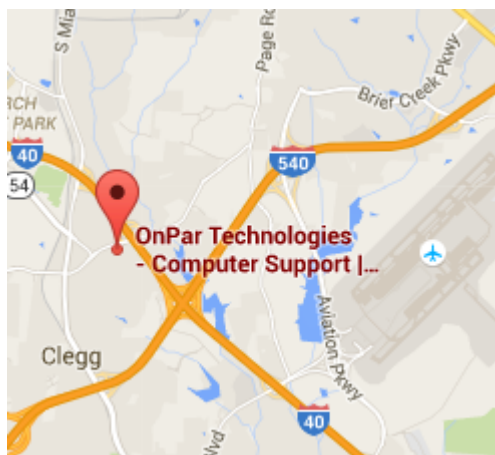 S Mia
Page Ro
Brier Creek Pkwy
RCH
PARK
40
540
54
OnPar Technologies
- Computer Support |...
Aviation Pkwy
Clegg
40
lvd